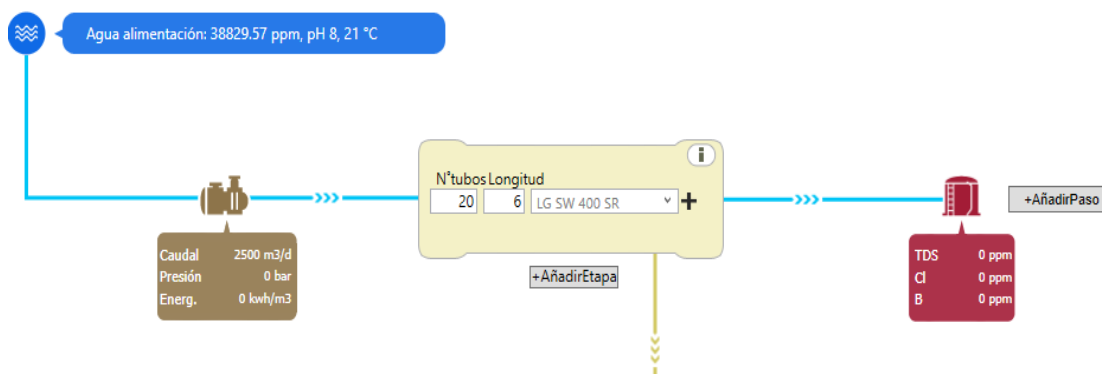 Agua alimentación: 38829.57 ppm, pH 8, 21 °C
i
N°tubos Longitud
20 6 LG SW 400 SR +
+AñadirPaso
Caudal 2500 m3/d
Presión 0 bar
Energ. 0 kwh/m3
+AñadirEtapa
TDS 0 ppm
Cl 0 ppm
B 0 ppm